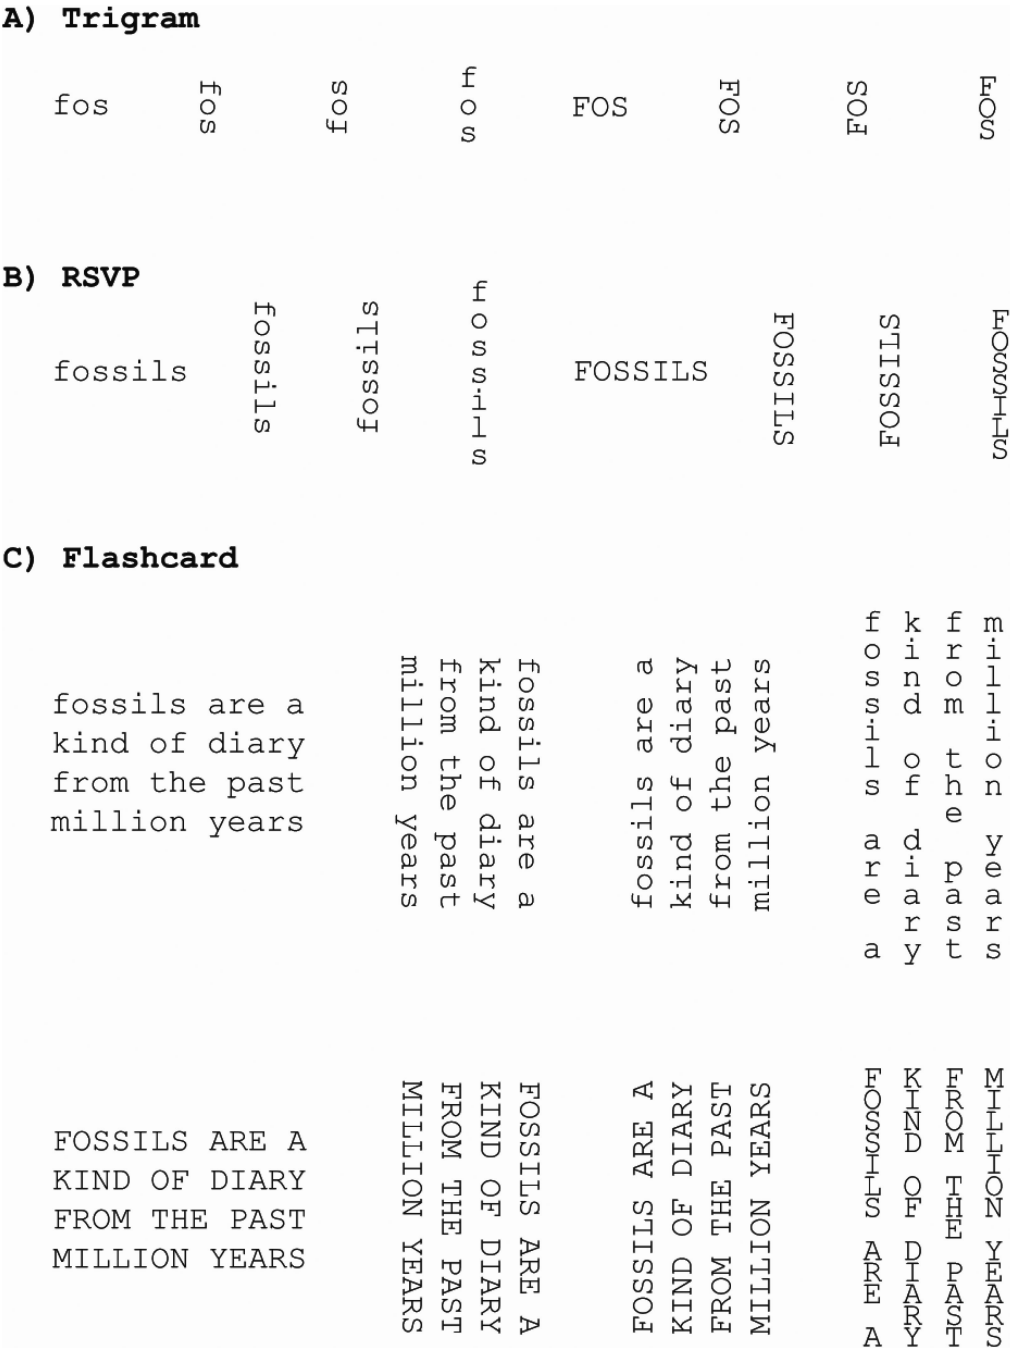 A) Trigram
fos
fos
fos
fos
FOS
FOS
FOS
FOS
B) RSVP
fossils
fossils
fossils
fossils
FOSSILS
FOSSILS
FOSSILS
FOSSILS
C) Flashcard
fossils are a
kind of diary
from the past
million years
fossils are a
kind of diary
from the past
million years
fossils are a
kind of diary
from the past
million years
fossils are a
kind of diary
from the past
million years
FOSSILS ARE A
KIND OF DIARY
FROM THE PAST
MILLION YEARS
FOSSILS ARE A
KIND OF DIARY
FROM THE PAST
MILLION YEARS
FOSSILS ARE A
KIND OF DIARY
FROM THE PAST
MILLION YEARS
FOSSILS ARE A
KIND OF DIARY
FROM THE PAST
MILLION YEARS